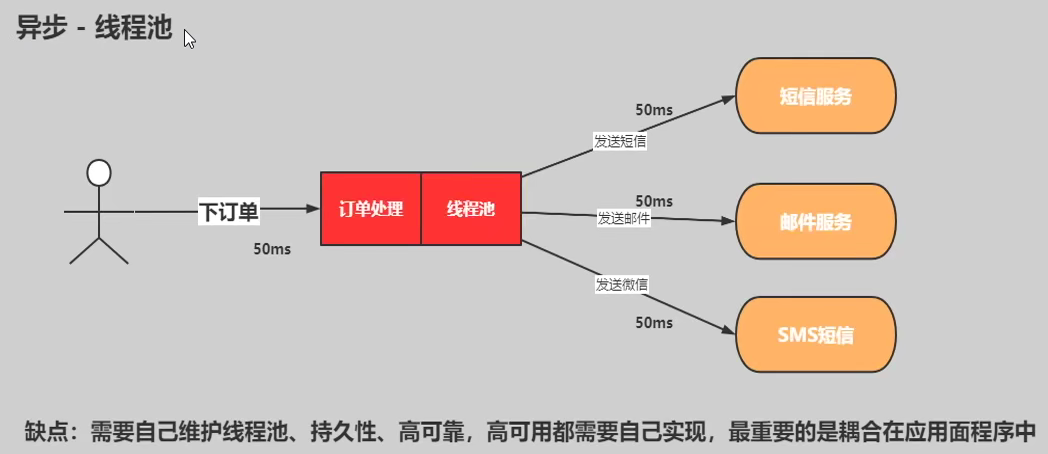 异步 - 线程池
50ms
短信服务
发送短信
下订单
订单处理
线程池
50ms
发送邮件
邮件服务
50ms
发送微信
50ms
SMS短信
缺点：需要自己维护线程池、持久性、高可靠，高可用都需要自己实现，最重要的是耦合在应用面程序中